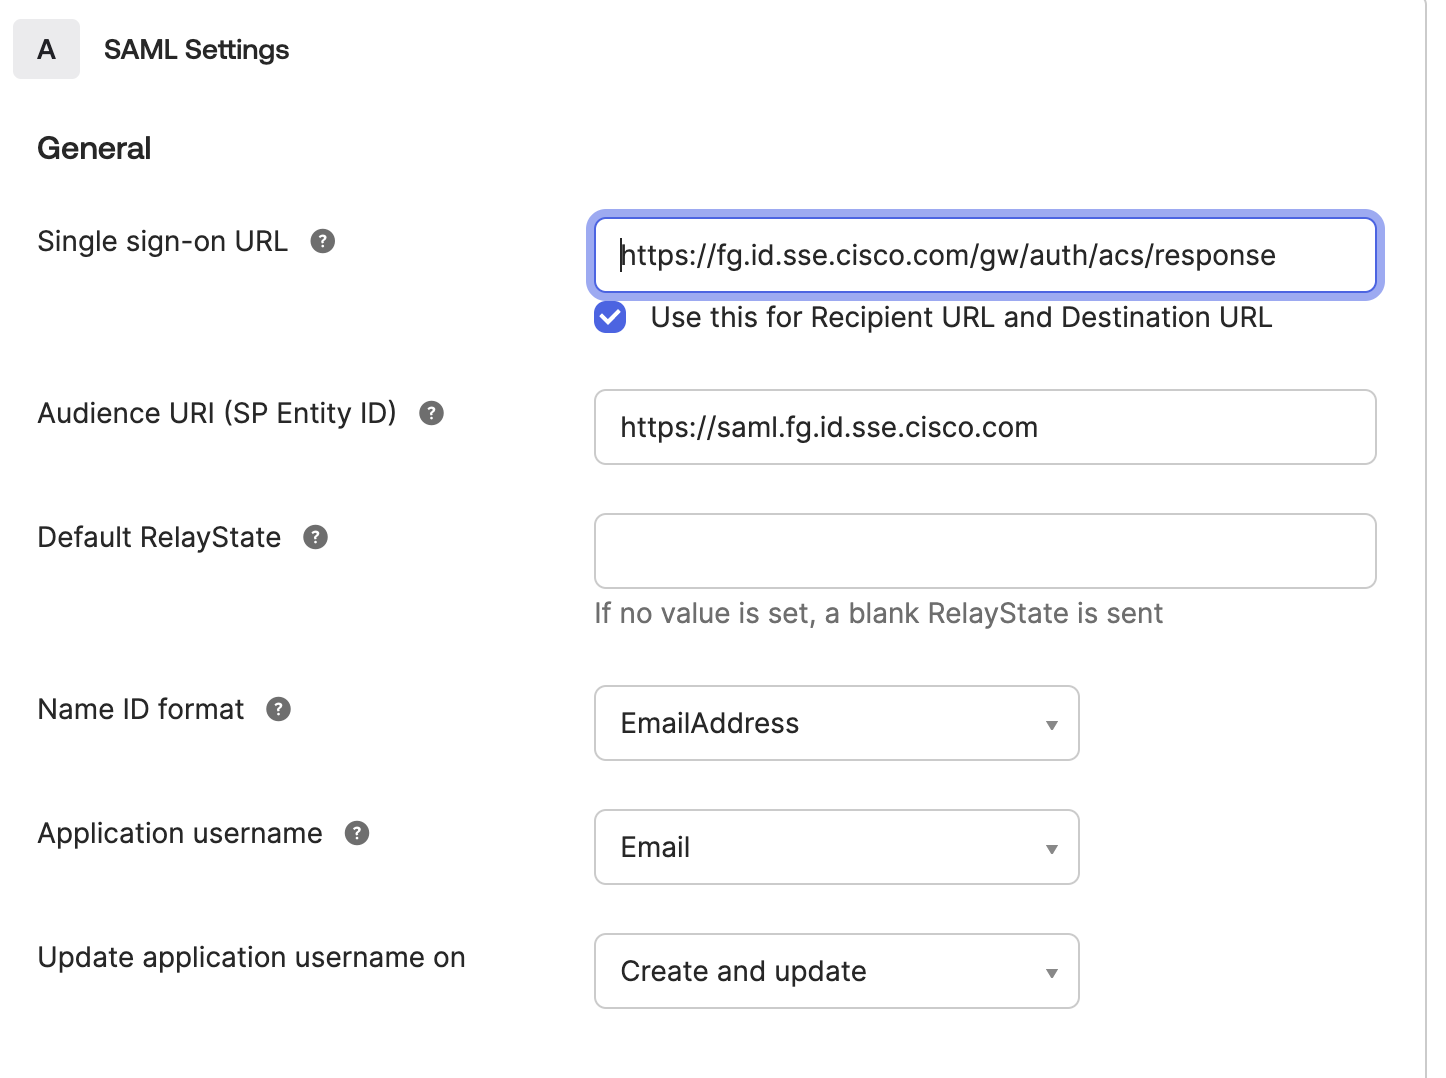 A SAML Settings
General
Single sign-on URL ?
https://fg.id.sse.cisco.com/gw/auth/acs/response
Use this for Recipient URL and Destination URL
Audience URI (SP Entity ID) ?
https://saml.fg.id.sse.cisco.com
Default RelayState ?
If no value is set, a blank RelayState is sent
Name ID format ?
EmailAddress
Application username ?
Email
Update application username on
Create and update